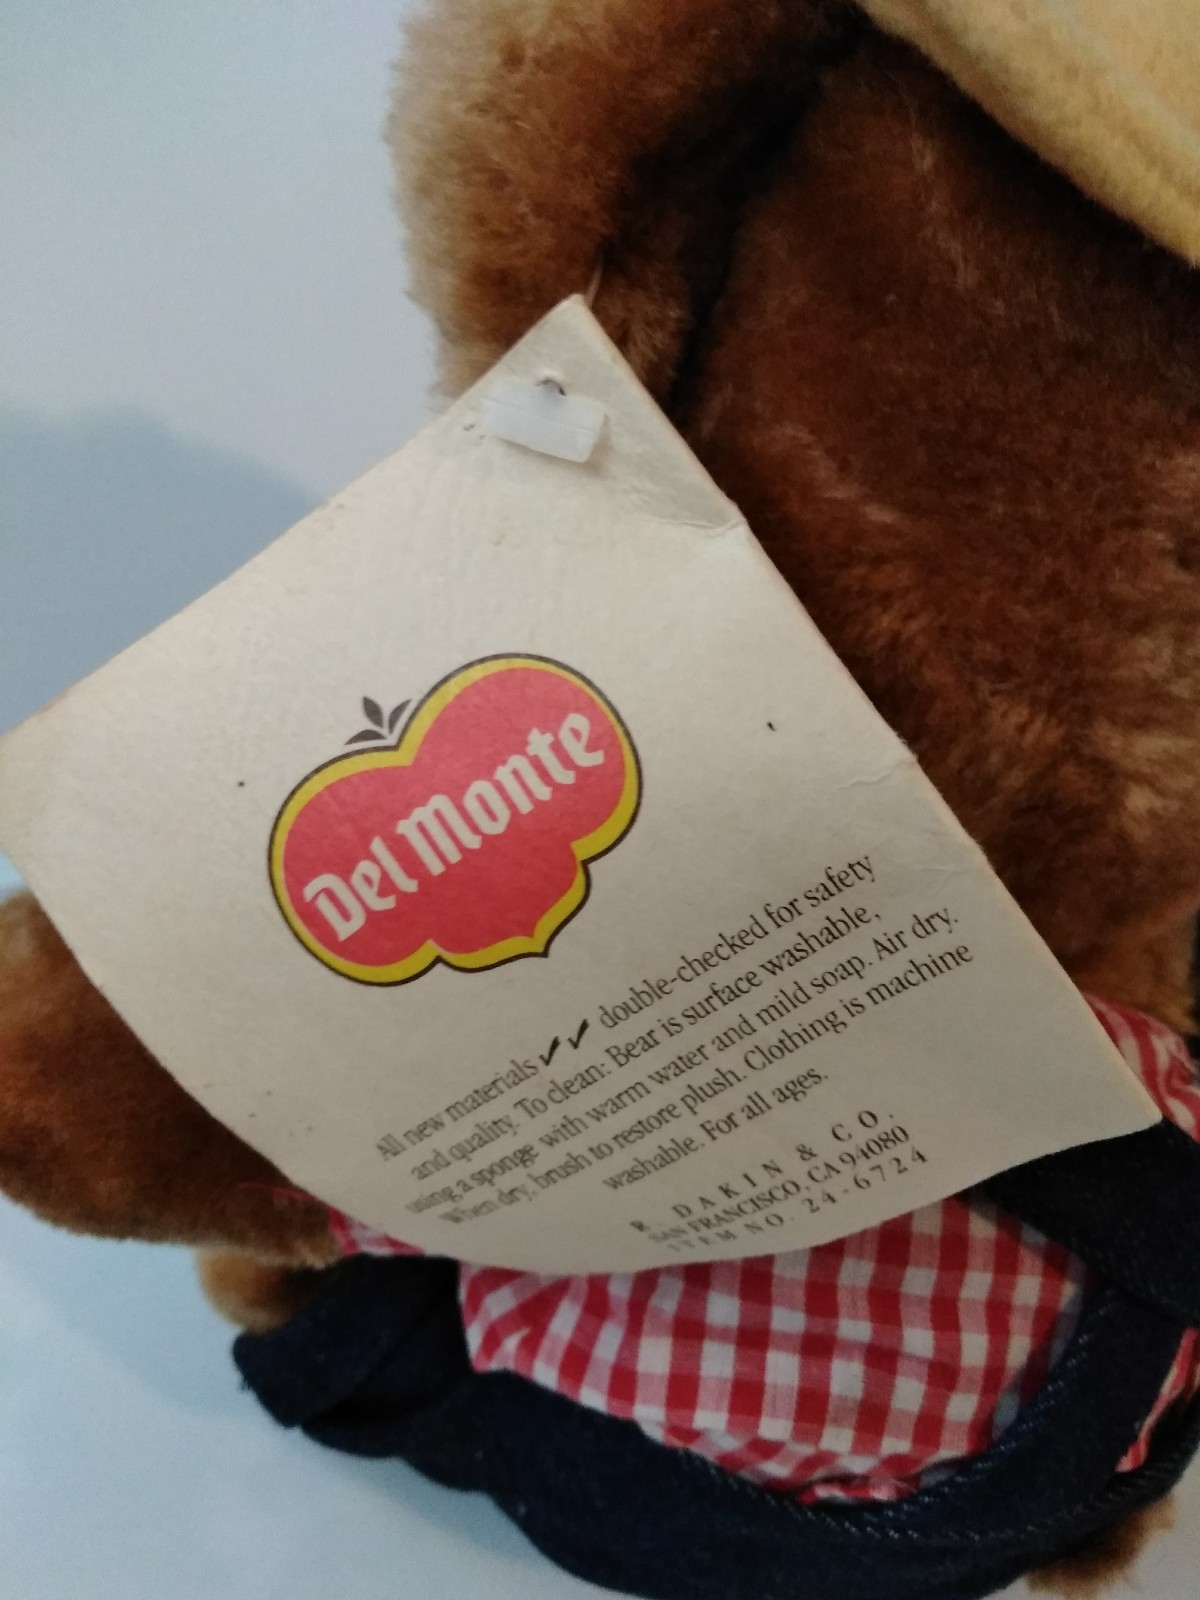 Del Monte
All new materials ✓✓ double-checked for safety
and quality. To clean: Bear is surface washable,
using a sponge with warm water and mild soap. Air dry.
When dry, brush to restore plush. Clothing is machine
washable. For all ages.
R. DAKIN & CO.
SAN FRANCISCO, CA 94080
ITEM NO. 24-6724